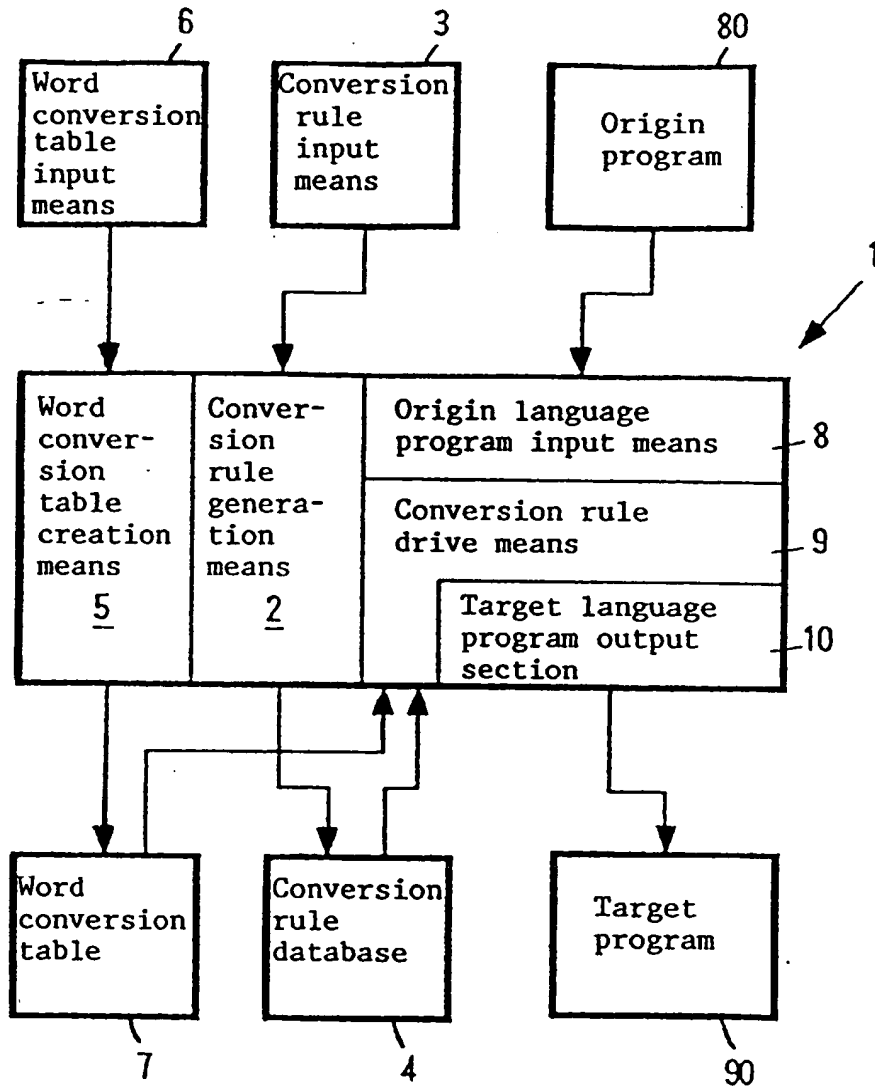 6
3
80
Word
conversion
table
input
means
Conversion
rule
input
means
Origin
program
1
Word
conver-
sion
table
creation
means
5
Conver-
sion
rule
genera-
tion
means
2
Origin language
program input means
8
Conversion rule
drive means
9
Target language
program output
section
10
Word
conversion
table
Conversion
rule
database
Target
program
7
4
90